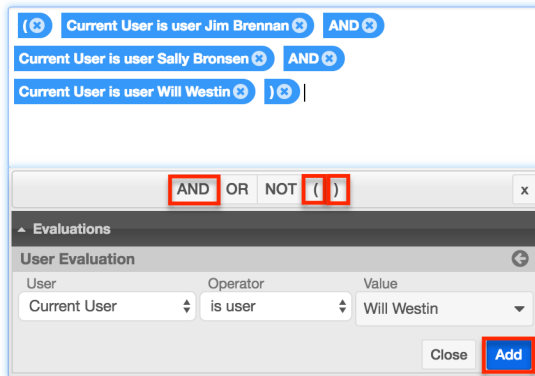 ( Current User is user Jim Brennan AND
Current User is user Sally Bronsen AND
Current User is user Will Westin )
AND OR NOT ( ) x
Evaluations
User Evaluation
User Operator Value
Current User is user Will Westin
Close Add